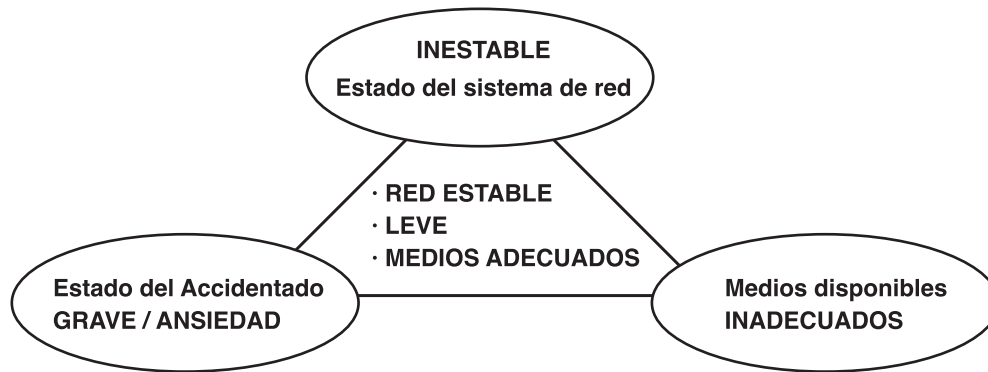 INESTABLE
Estado del sistema de red
· RED ESTABLE
· LEVE
· MEDIOS ADECUADOS
Estado del Accidentado
GRAVE / ANSIEDAD
Medios disponibles
INADECUADOS